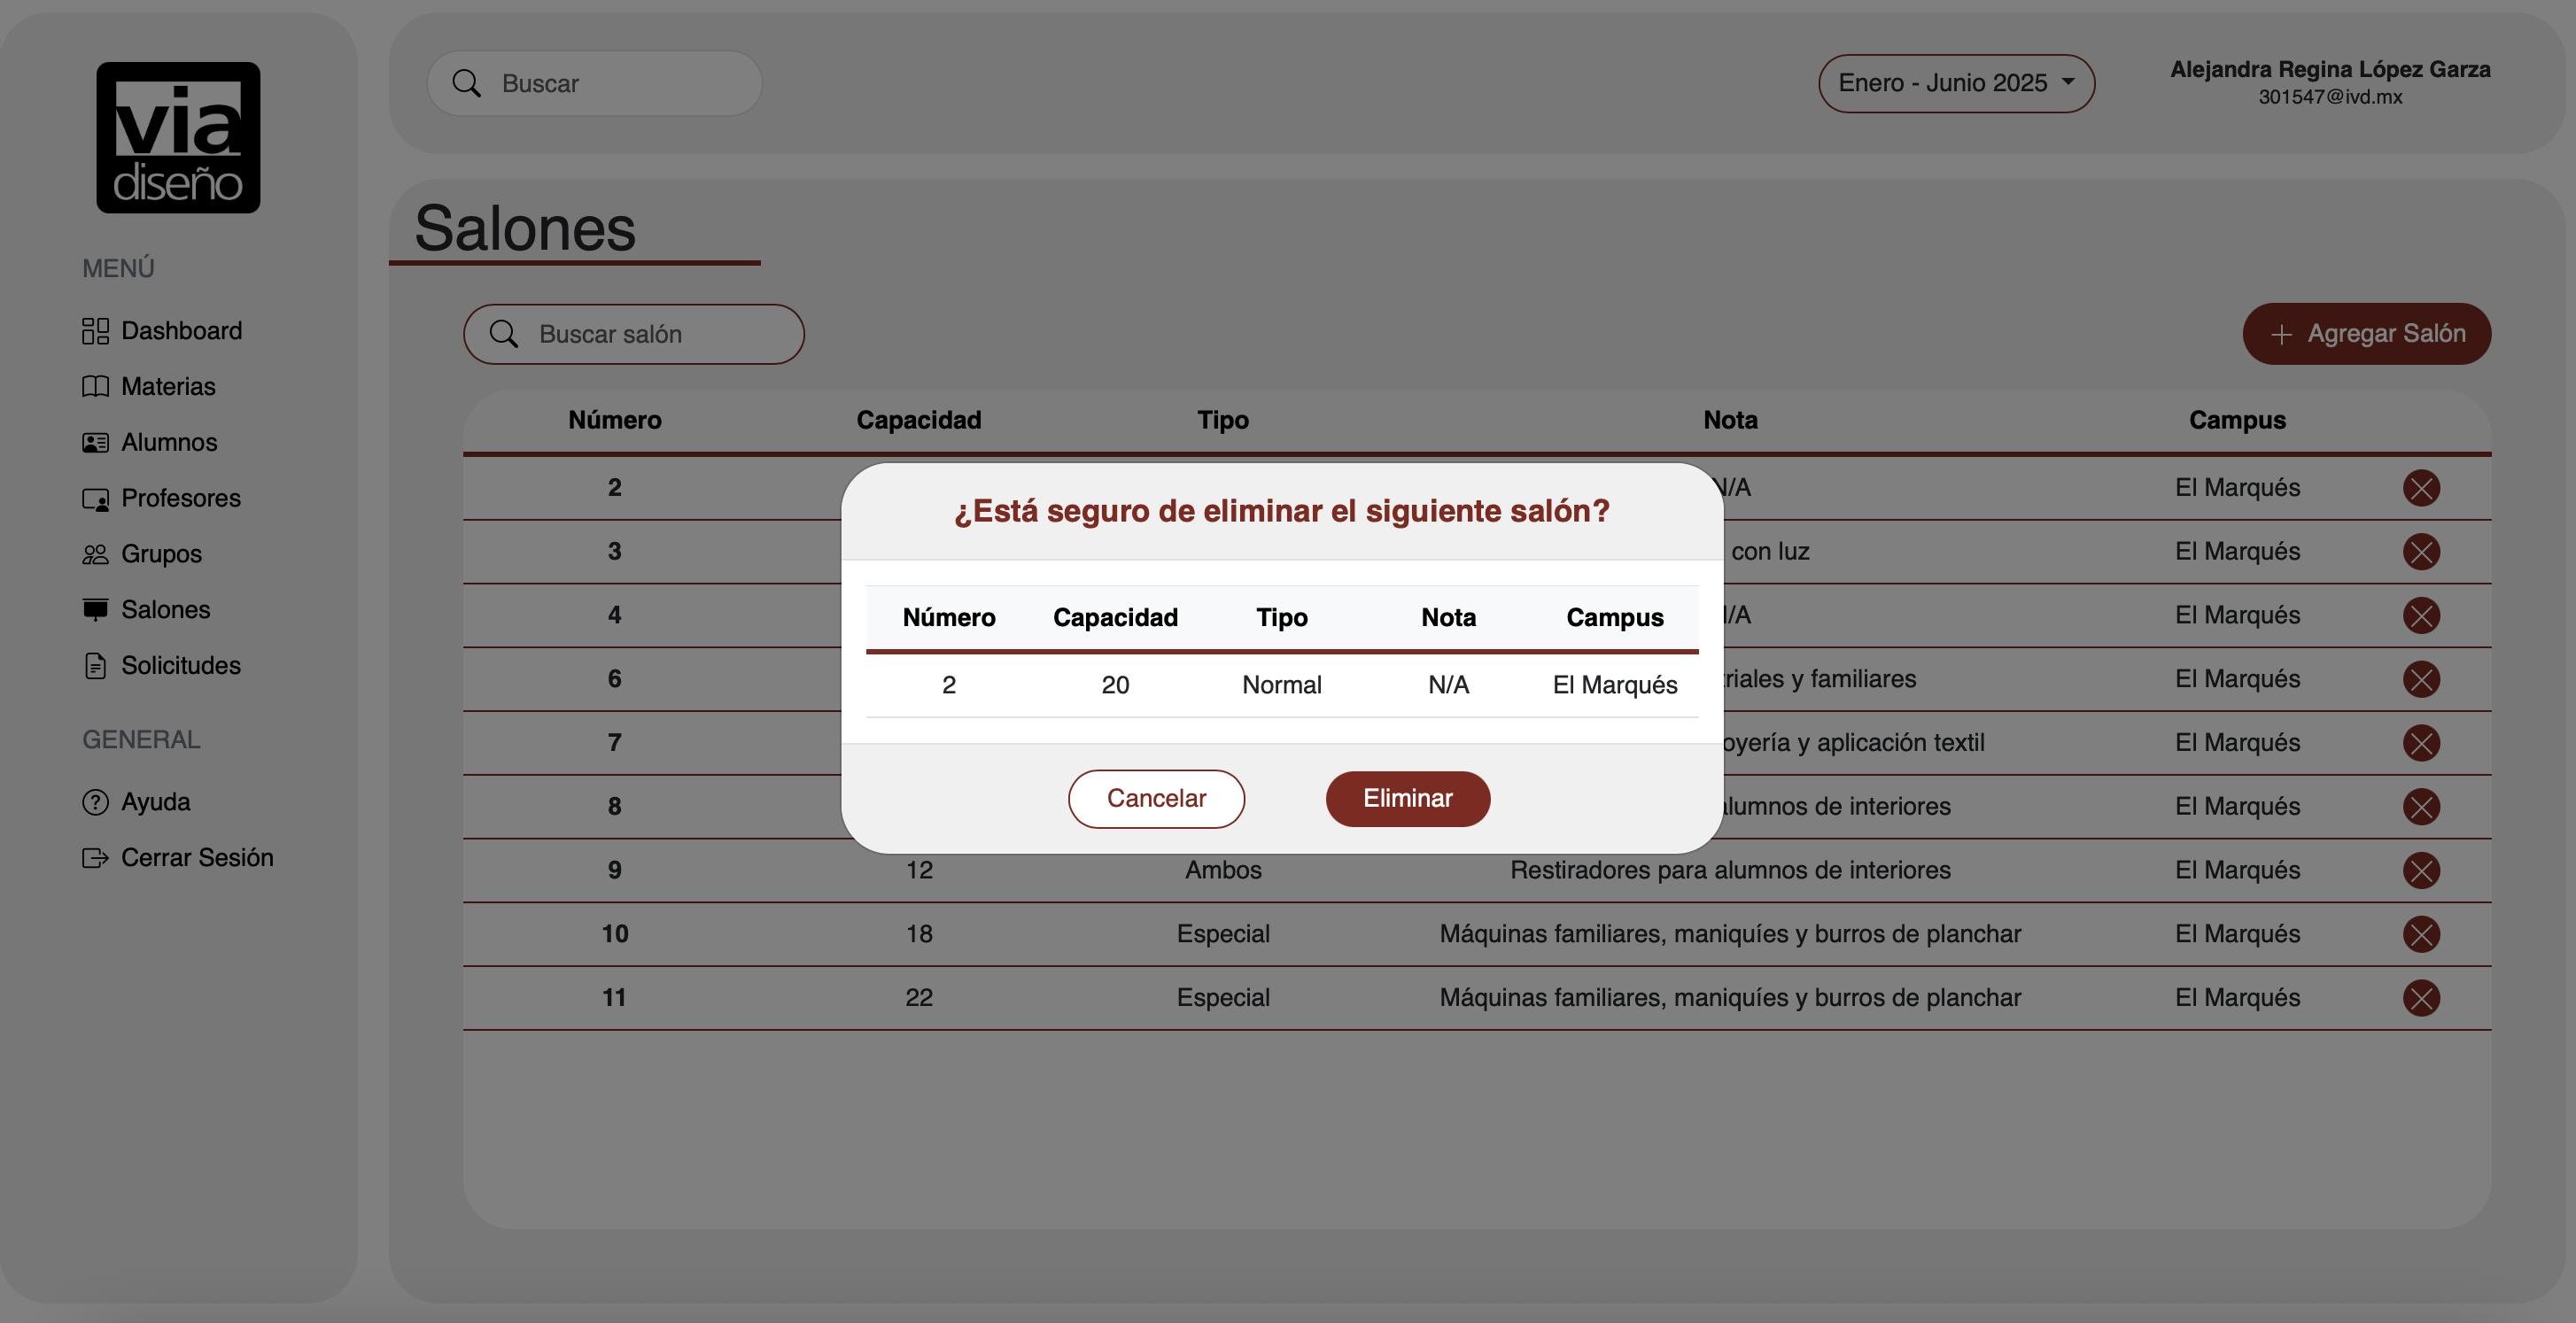 via
diseño
MENÚ
Dashboard
Materias
Alumnos
Profesores
Grupos
Salones
Solicitudes
GENERAL
Ayuda
Cerrar Sesión
Buscar
Enero - Junio 2025
Alejandra Regina López Garza
301547@ivd.mx
Salones
Buscar salón
Agregar Salón
Número Capacidad Tipo Nota Campus
2 N/A El Marqués
3 con luz El Marqués
4 El Marqués
6 y familiares El Marqués
7 y aplicación textil El Marqués
8 de interiores El Marqués
9 12 Ambos Restiradores para alumnos de interiores El Marqués
10 18 Especial Máquinas familiares, maniquíes y burros de planchar El Marqués
11 22 Especial Máquinas familiares, maniquíes y burros de planchar El Marqués
¿Está seguro de eliminar el siguiente salón?
Número Capacidad Tipo Nota Campus
2 20 Normal N/A El Marqués
Cancelar Eliminar